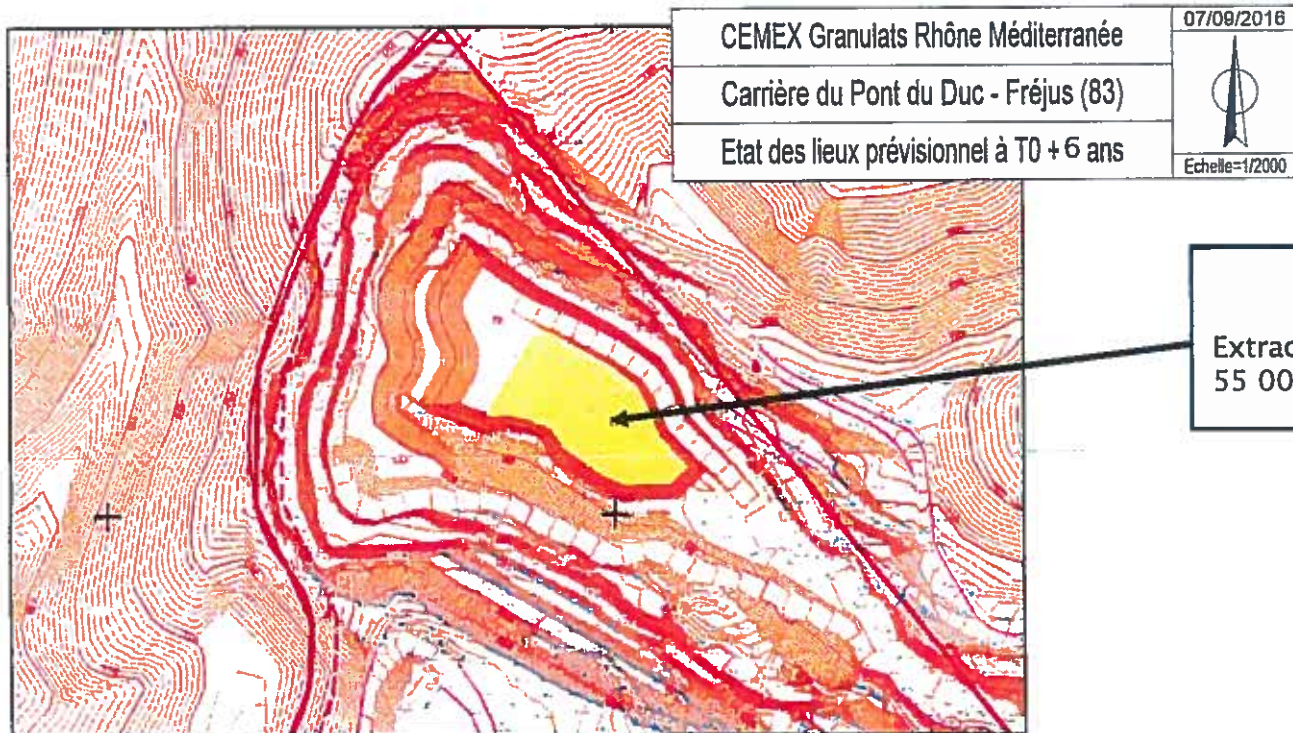 CEMEX Granulats Rhône Méditerranée
07/09/2016
Carrière du Pont du Duc - Fréjus (83)
Etat des lieux prévisionnel à T0 + 6 ans
Echelle=1/2000
Extrac
55 00